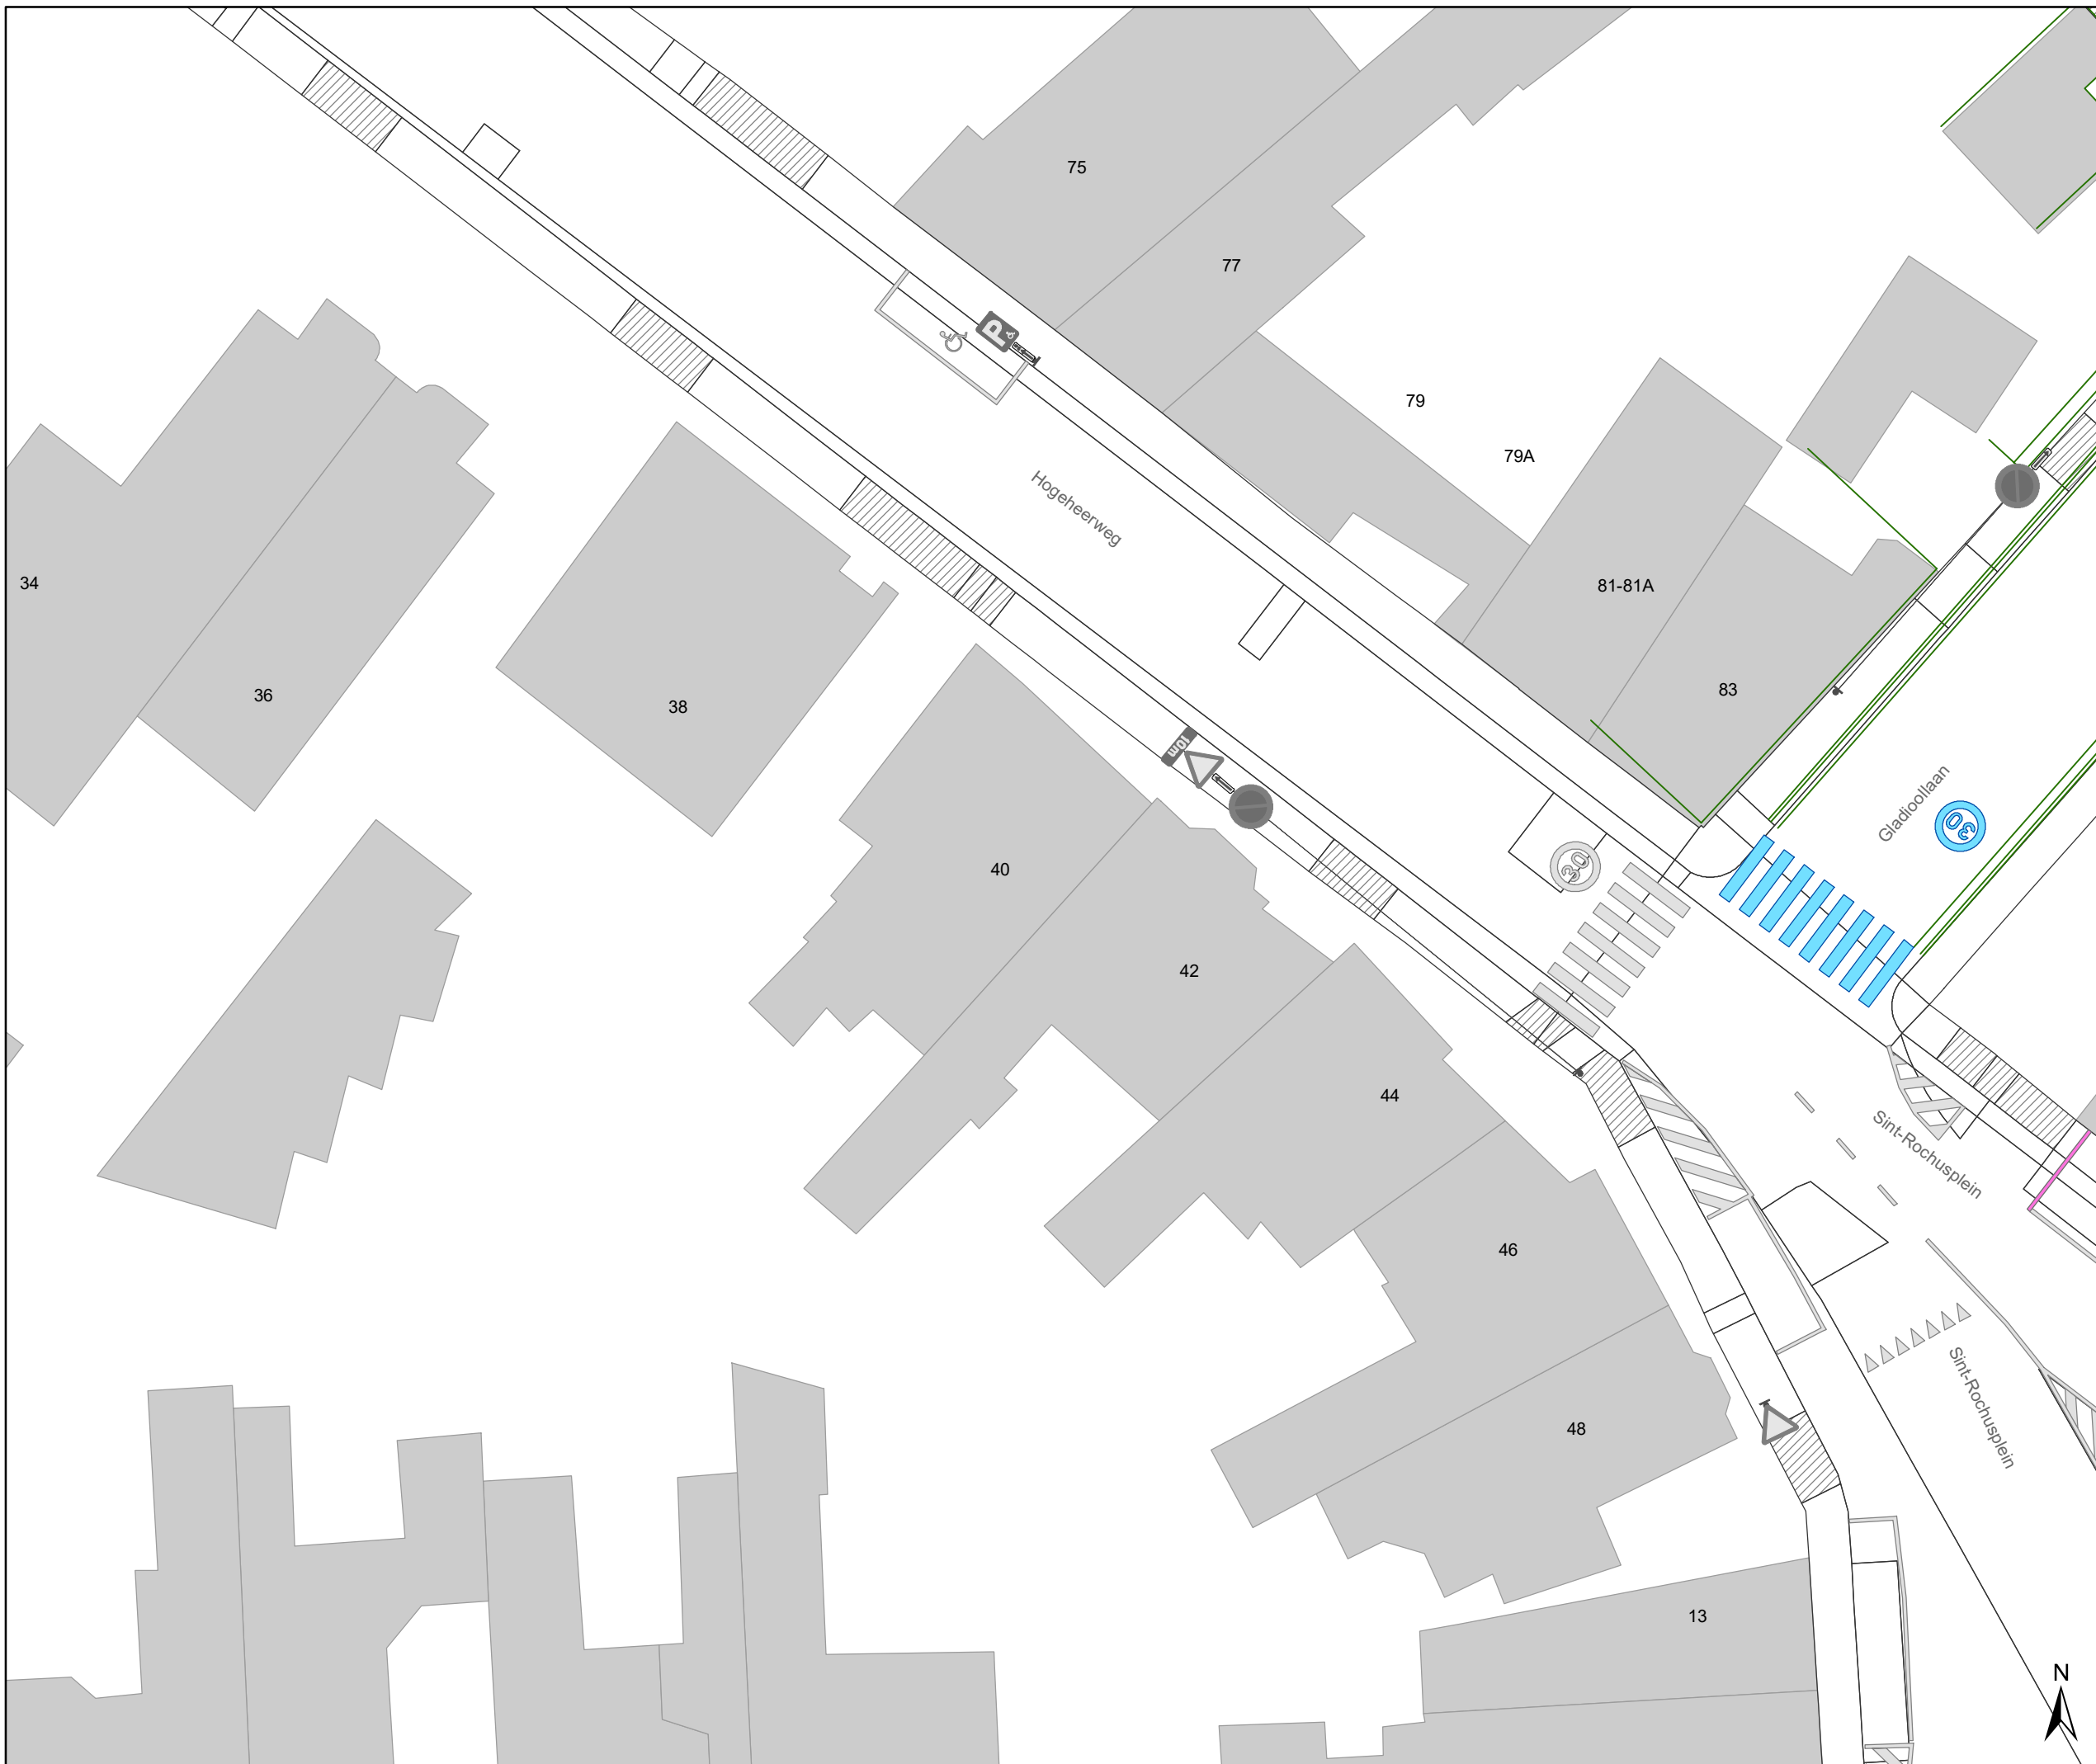 75
77
P
79
Hogeheerweg
79A
34
81-81A
36
38
83
10m
Gladioollaan
30
30
40
42
44
Sint-Rochusplein
46
Sint-Rochusplein
48
13
N